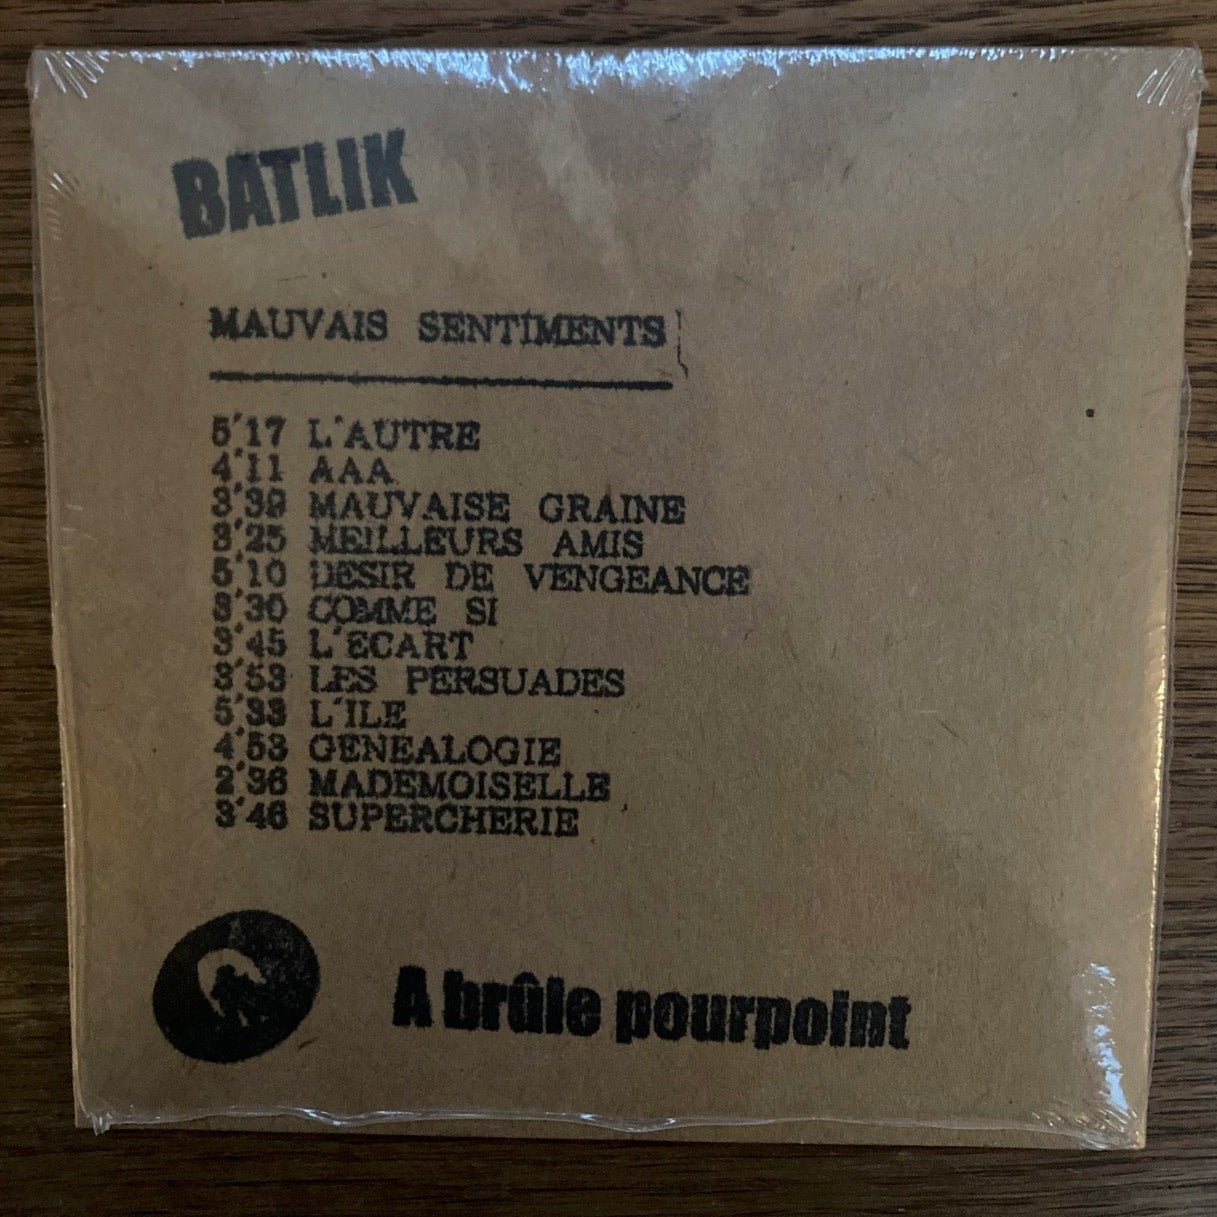 BATLIK
MAUVAIS SENTIMENTS
5'17 L'AUTRE
4'11 AAA
3'39 MAUVAISE GRAINE
3'25 MEILLEURS AMIS
5'10 DESIR DE VENGEANCE
3'30 COMME SI
3'45 L'ECART
3'53 LES PERSUADES
5'33 L'ILE
4'53 GENEALOGIE
2'36 MADEMOISELLE
3'46 SUPERCHERIE
A brûle pourpoint